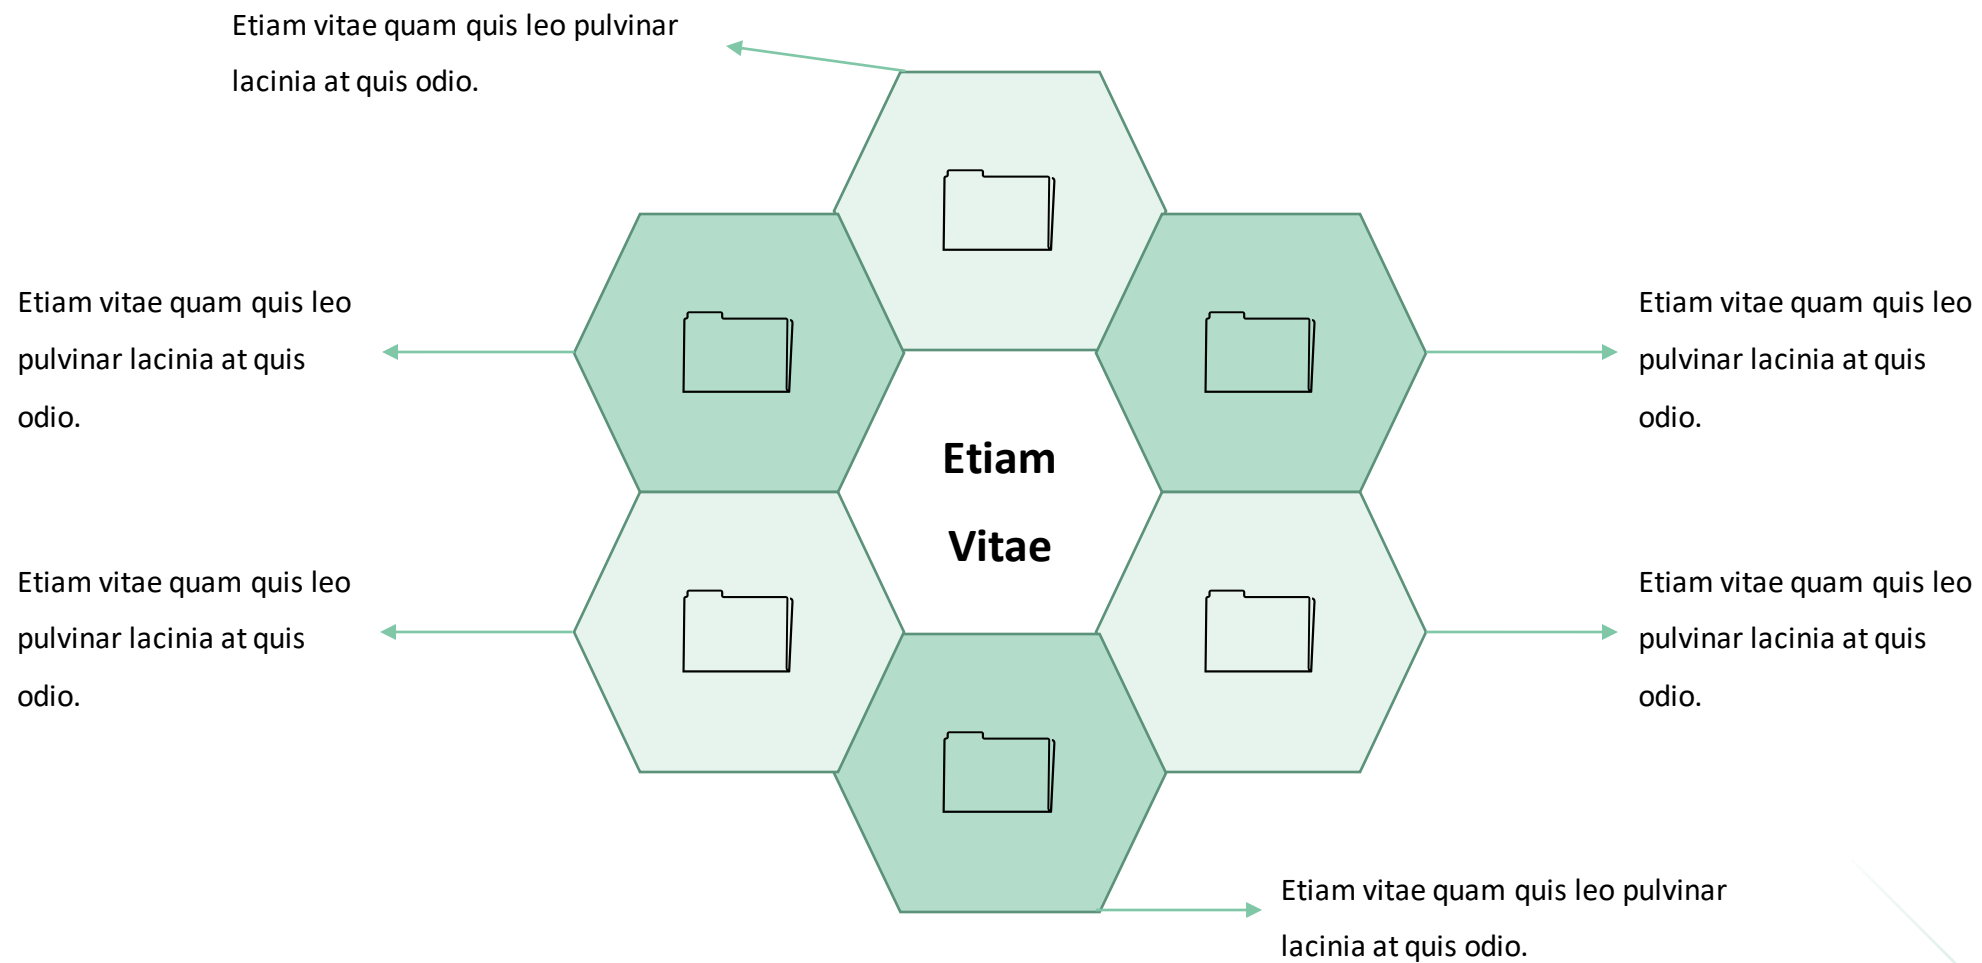 Etiam vitae quam quis leo pulvinar
lacinia at quis odio.
Etiam vitae quam quis leo
pulvinar lacinia at quis
odio.
Etiam vitae quam quis leo
pulvinar lacinia at quis
odio.
Etiam
Vitae
Etiam vitae quam quis leo
pulvinar lacinia at quis
odio.
Etiam vitae quam quis leo
pulvinar lacinia at quis
odio.
Etiam vitae quam quis leo pulvinar
lacinia at quis odio.